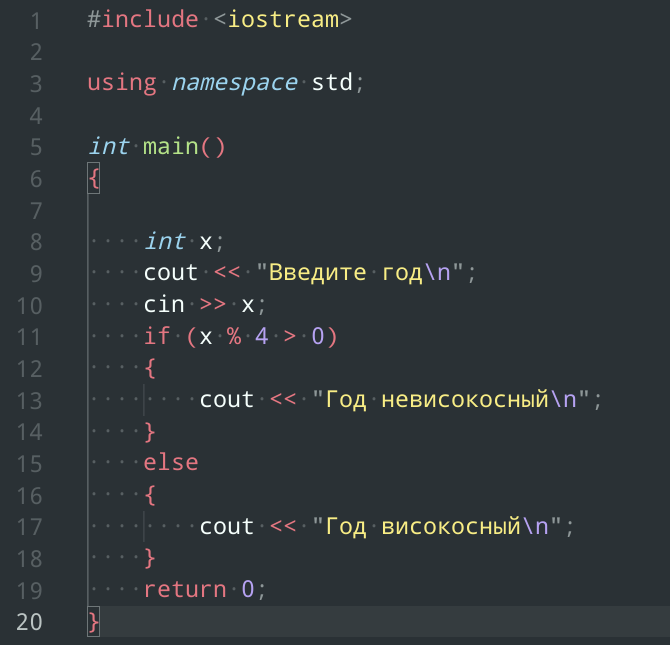 1 #include <iostream>
2
3 using namespace std;
4
5 int main()
6 {
7
8     int x;
9     cout << "Введите год\n";
10     cin >> x;
11     if (x % 4 > 0)
12     {
13         cout << "Год невисокосный\n";
14     }
15     else
16     {
17         cout << "Год високосный\n";
18     }
19     return 0;
20 }